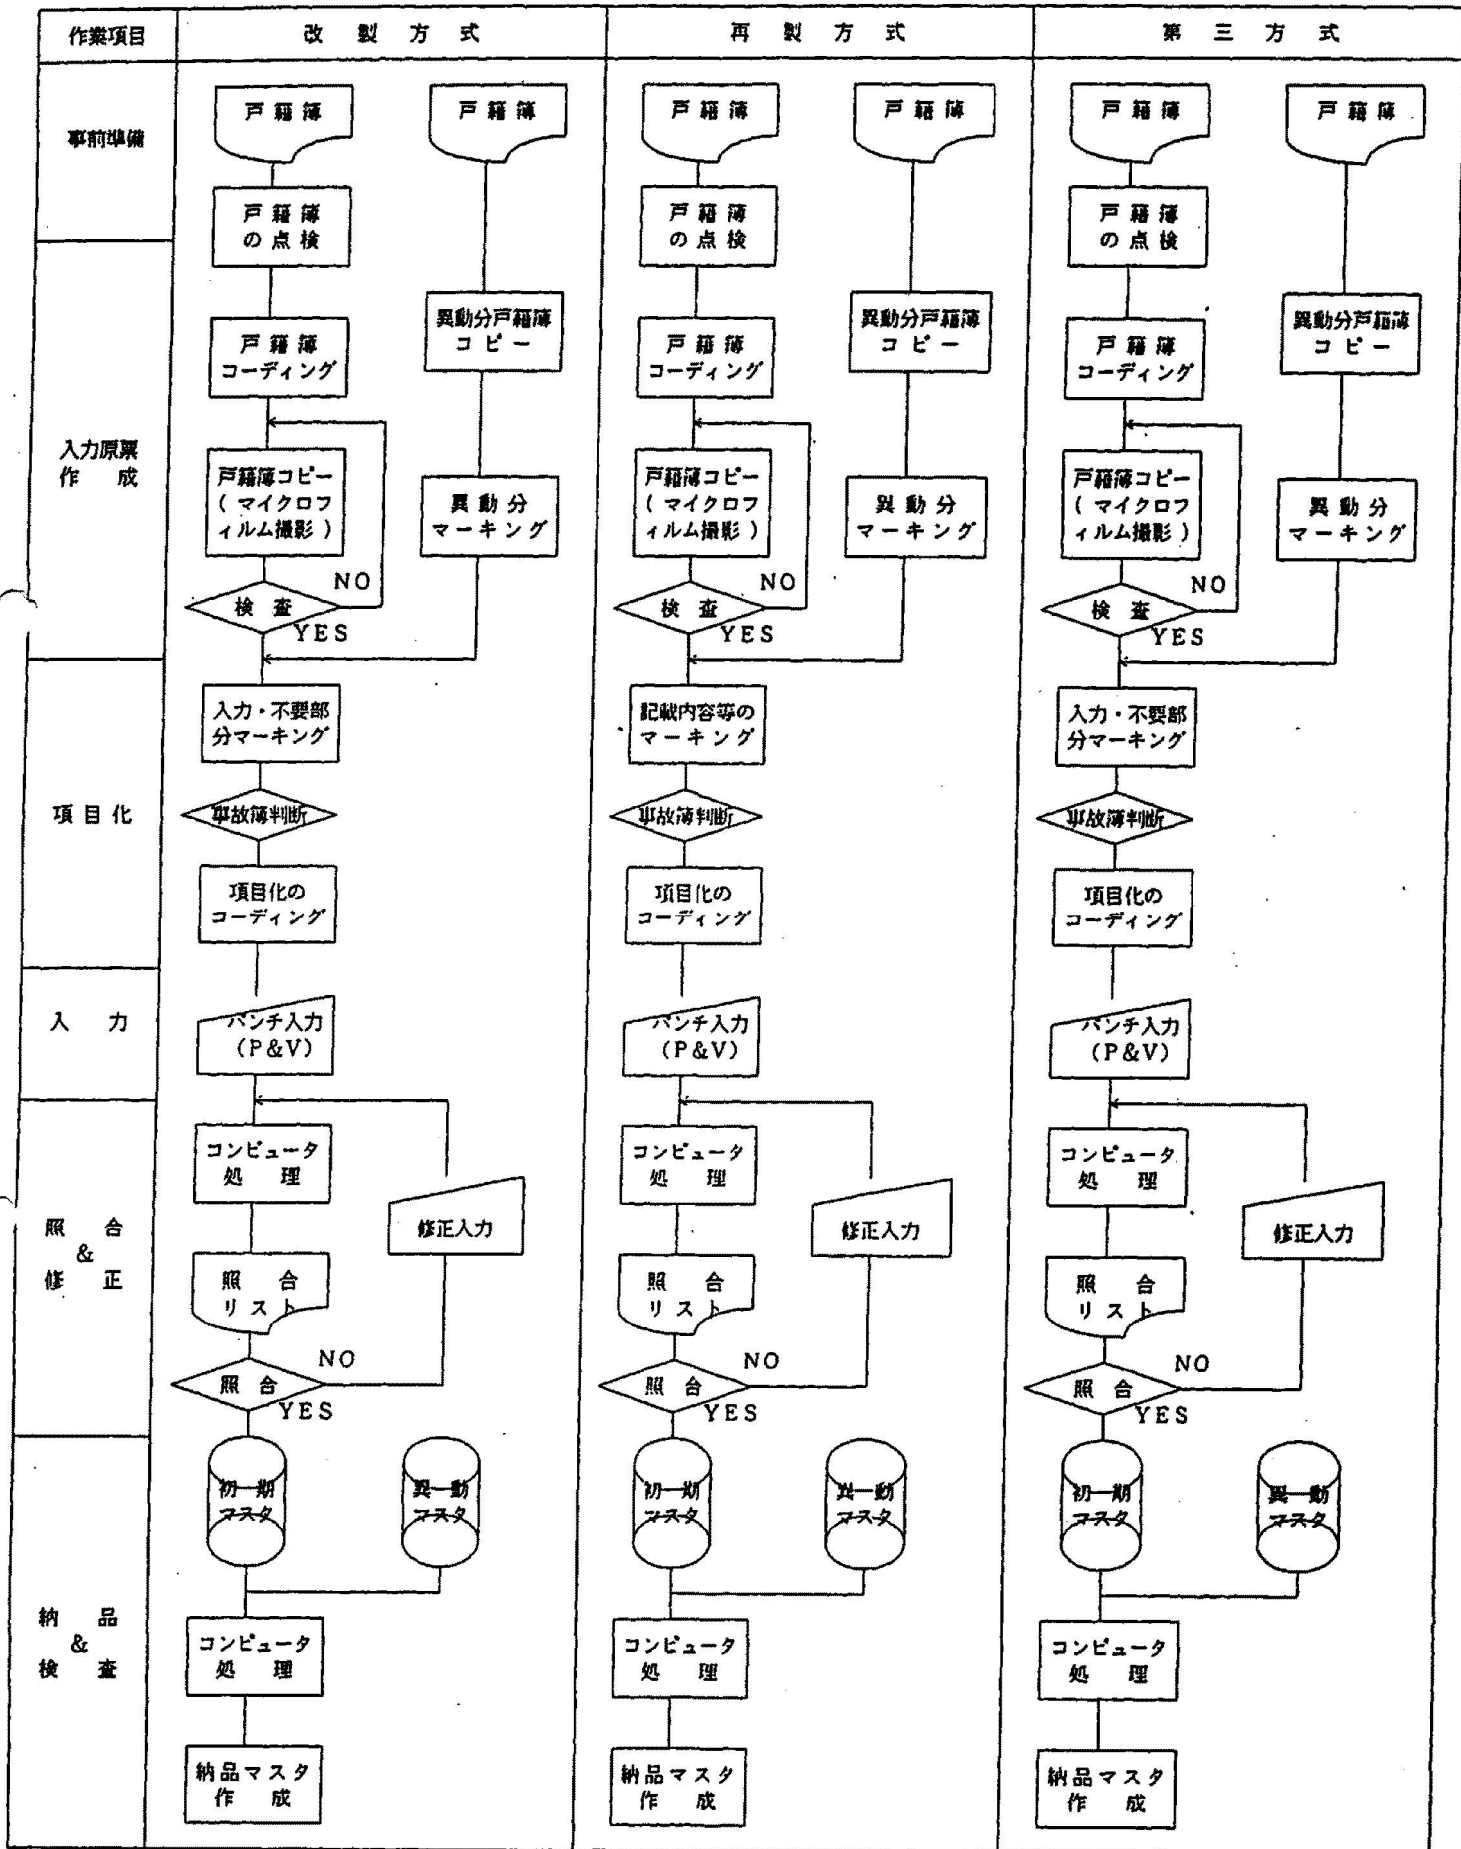 作業項目
改製方式
再製方式
第三方式
事前準備
戸籍簿
戸籍簿
戸籍簿
戸籍簿
戸籍簿
戸籍簿
戸籍簿
の点検
戸籍簿
の点検
戸籍簿
の点検
入力原票
作成
戸籍簿
コーディング
異動分戸籍簿
コピー
戸籍簿
コーディング
異動分戸籍簿
コピー
戸籍簿
コーディング
異動分戸籍簿
コピー
戸籍簿コピー
(マイクロフ
ィルム撮影)
異動分
マーキング
戸籍簿コピー
(マイクロフ
ィルム撮影)
異動分
マーキング
戸籍簿コピー
(マイクロフ
ィルム撮影)
異動分
マーキング
検査
NO
YES
検査
NO
YES
検査
NO
YES
項目化
入力・不要部
分マーキング
記載内容等の
マーキング
入力・不要部
分マーキング
事故簿判断
事故簿判断
事故簿判断
項目化の
コーディング
項目化の
コーディング
項目化の
コーディング
入力
パンチ入力
(P&V)
パンチ入力
(P&V)
パンチ入力
(P&V)
照合
&
修正
コンピュータ
処理
修正入力
コンピュータ
処理
修正入力
コンピュータ
処理
修正入力
照合
リスト
照合
リスト
照合
リスト
照合
NO
YES
照合
NO
YES
照合
NO
YES
納品
&
検査
初期
マスタ
異動
マスタ
初期
マスタ
異動
マスタ
初期
マスタ
異動
マスタ
コンピュータ
処理
コンピュータ
処理
コンピュータ
処理
納品マスタ
作成
納品マスタ
作成
納品マスタ
作成